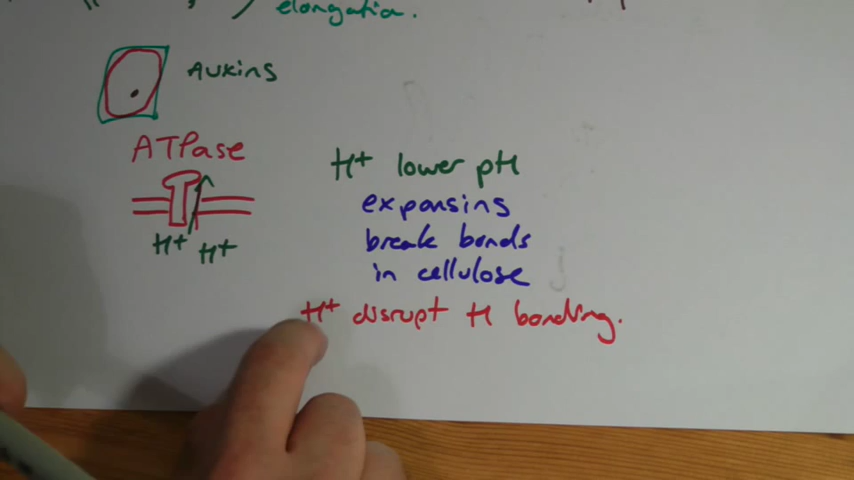 elongation.
Auxins
ATPase
H+ lower pH
expansins
break bonds
H+ H+
in cellulose
H+ disrupt H bonding.